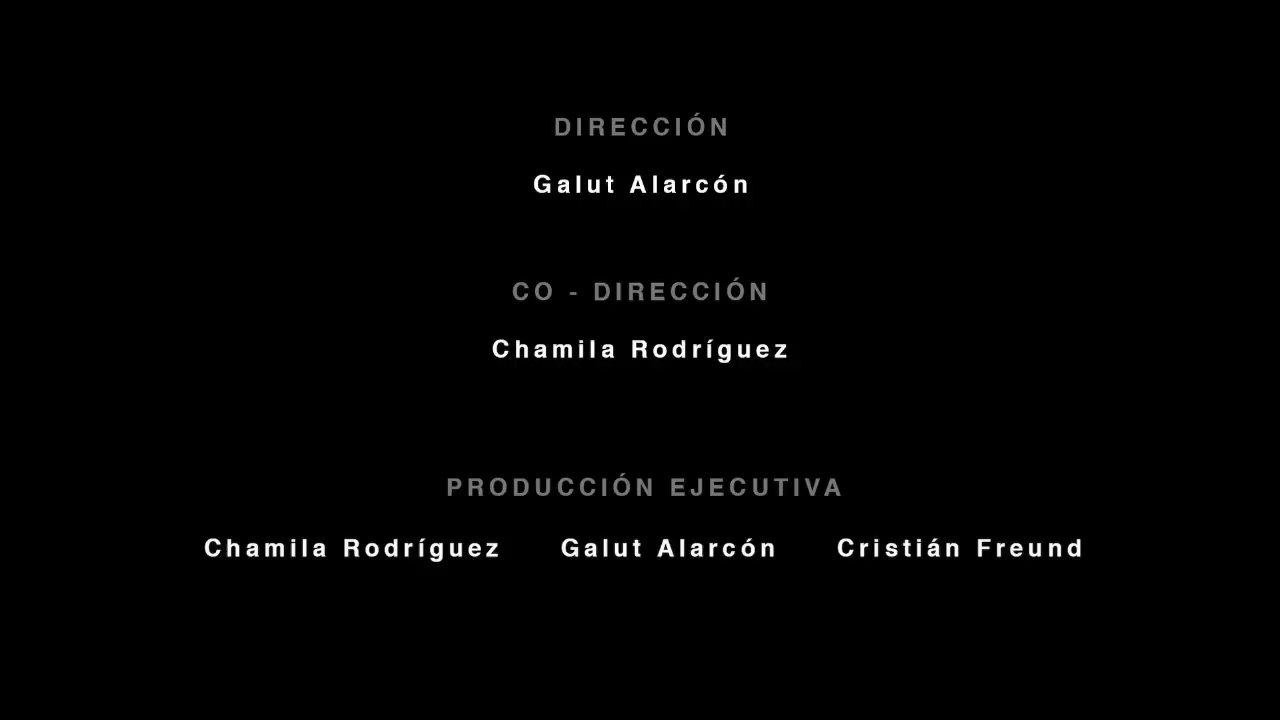 DIRECCIÓN
Galut Alarcón
CO - DIRECCIÓN
Chamila Rodríguez
PRODUCCIÓN EJECUTIVA
Chamila Rodríguez Galut Alarcón Cristián Freund